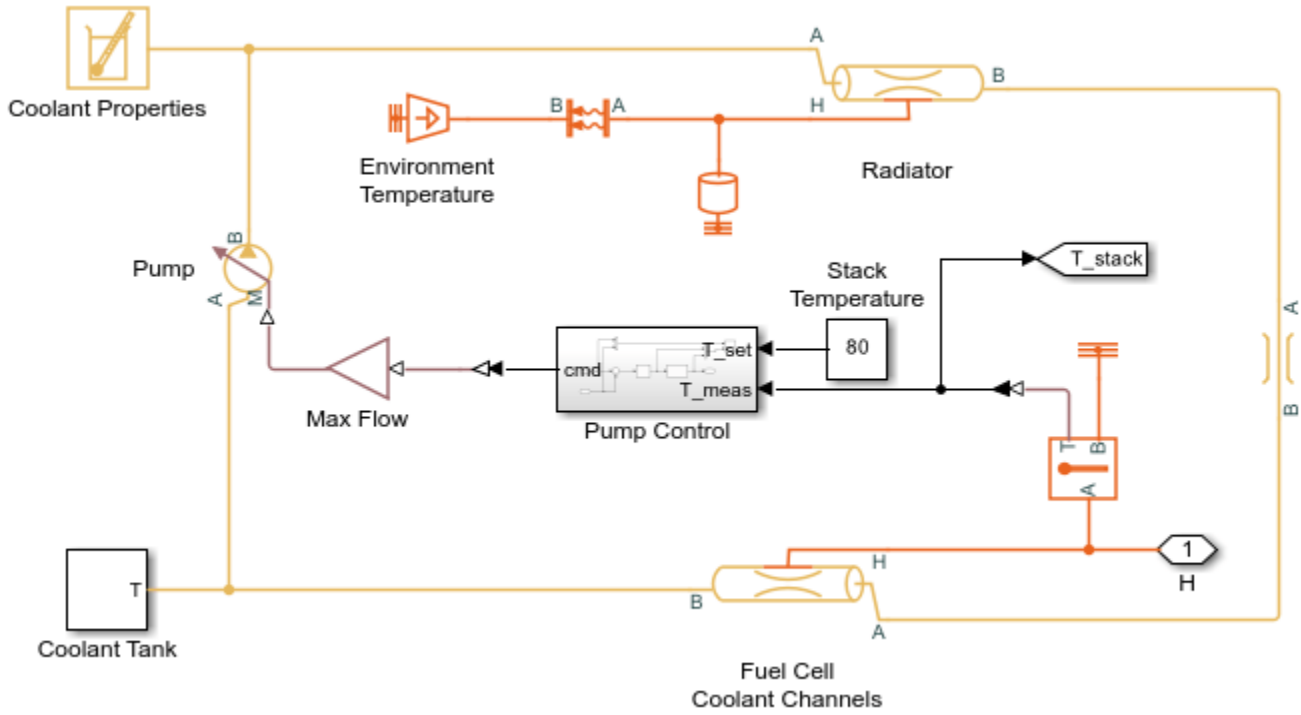 A
B
Coolant Properties
B
A
H
Environment
Temperature
Radiator
B
Pump
A
M
Stack
Temperature
T_stack
A
T_set
80
cmd
T_meas
Max Flow
Pump Control
B
T
B
A
T
H
1
H
B
A
Coolant Tank
Fuel Cell
Coolant Channels